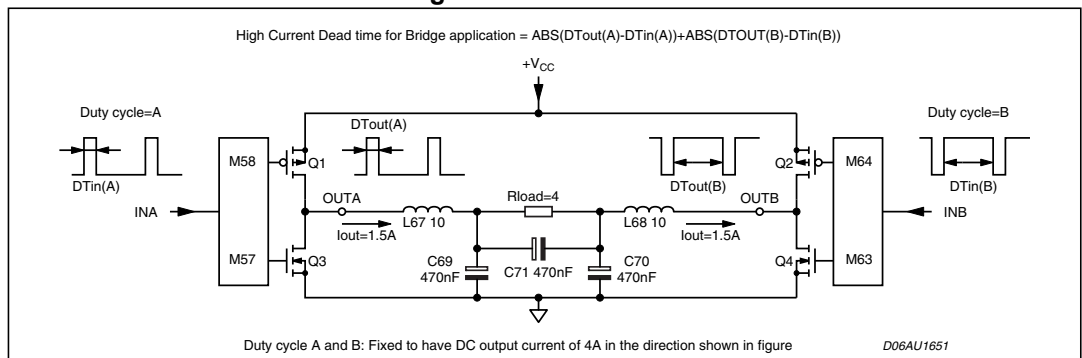 High Current Dead time for Bridge application = ABS(DTout(A)-DTin(A))+ABS(DTOUT(B)-DTin(B))
+VCC
Duty cycle=A
DTin(A)
INA
M58
M57
Q1
Q3
DTout(A)
OUTA
Iout=1.5A
L67 10
Rload=4
C69
470nF
C71 470nF
C70
470nF
L68 10
DTout(B)
OUTB
Iout=1.5A
Q2
Q4
M64
M63
Duty cycle=B
DTin(B)
INB
Duty cycle A and B: Fixed to have DC output current of 4A in the direction shown in figure
D06AU1651